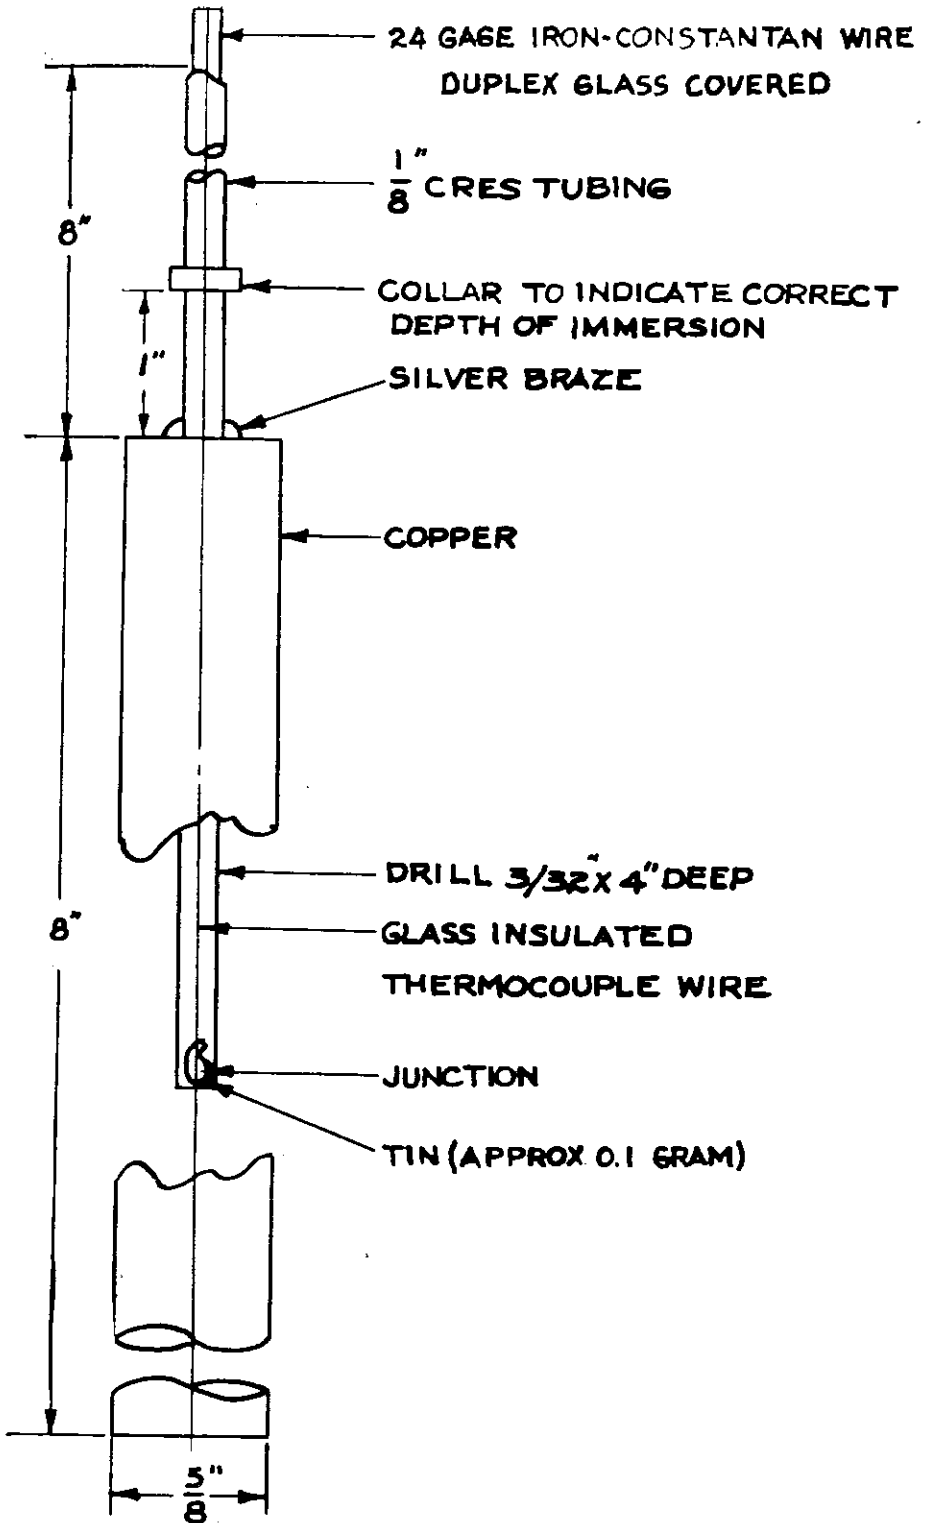 24 GAGE IRON-CONSTANTAN WIRE
DUPLEX GLASS COVERED
1/8" CRES TUBING
8"
COLLAR TO INDICATE CORRECT
DEPTH OF IMMERSION
1"
SILVER BRAZE
COPPER
DRILL 3/32" X 4" DEEP
8"
GLASS INSULATED
THERMOCOUPLE WIRE
JUNCTION
TIN (APPROX 0.1 GRAM)
5/8"